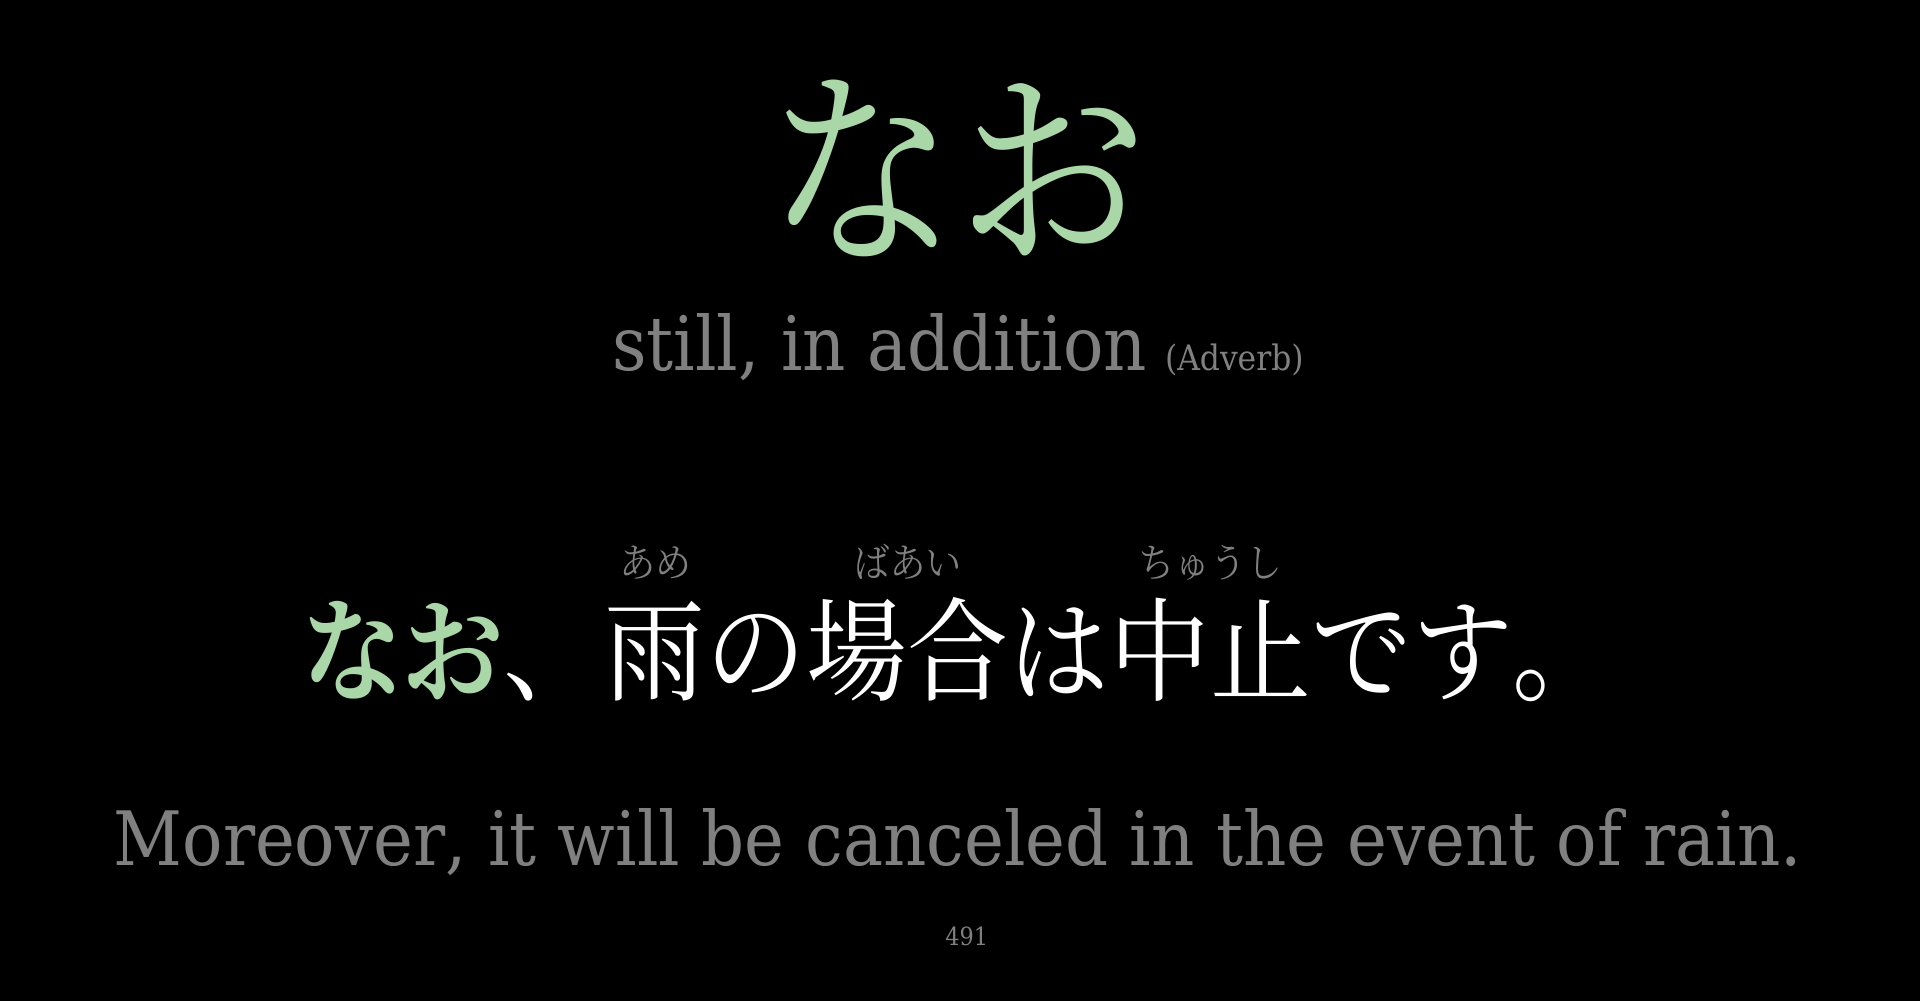 なお
still, in addition (Adverb)
あめ ばあい ちゅうし
なお、雨の場合は中止です。
Moreover, it will be canceled in the event of rain.
491